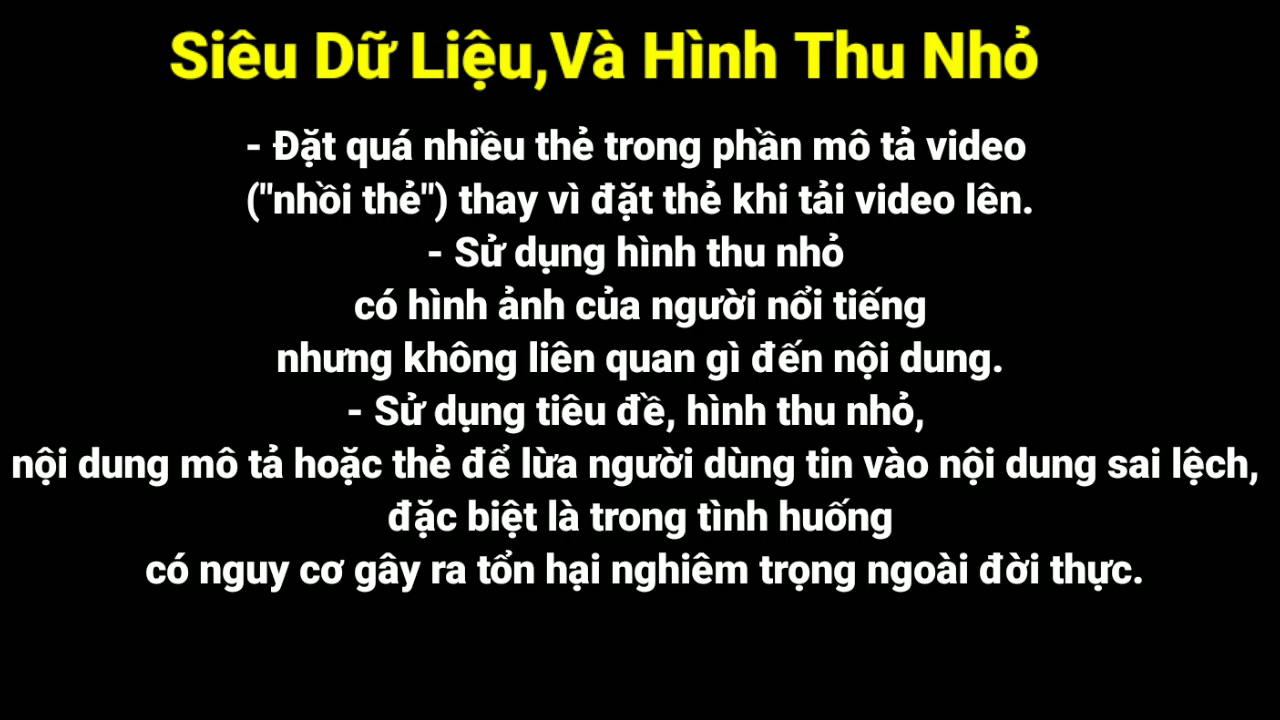 Siêu Dữ Liệu,Và Hình Thu Nhỏ
- Đặt quá nhiều thẻ trong phần mô tả video
("nhồi thẻ") thay vì đặt thẻ khi tải video lên.
- Sử dụng hình thu nhỏ
có hình ảnh của người nổi tiếng
nhưng không liên quan gì đến nội dung.
- Sử dụng tiêu đề, hình thu nhỏ,
nội dung mô tả hoặc thẻ để lừa người dùng tin vào nội dung sai lệch,
đặc biệt là trong tình huống
có nguy cơ gây ra tổn hại nghiêm trọng ngoài đời thực.